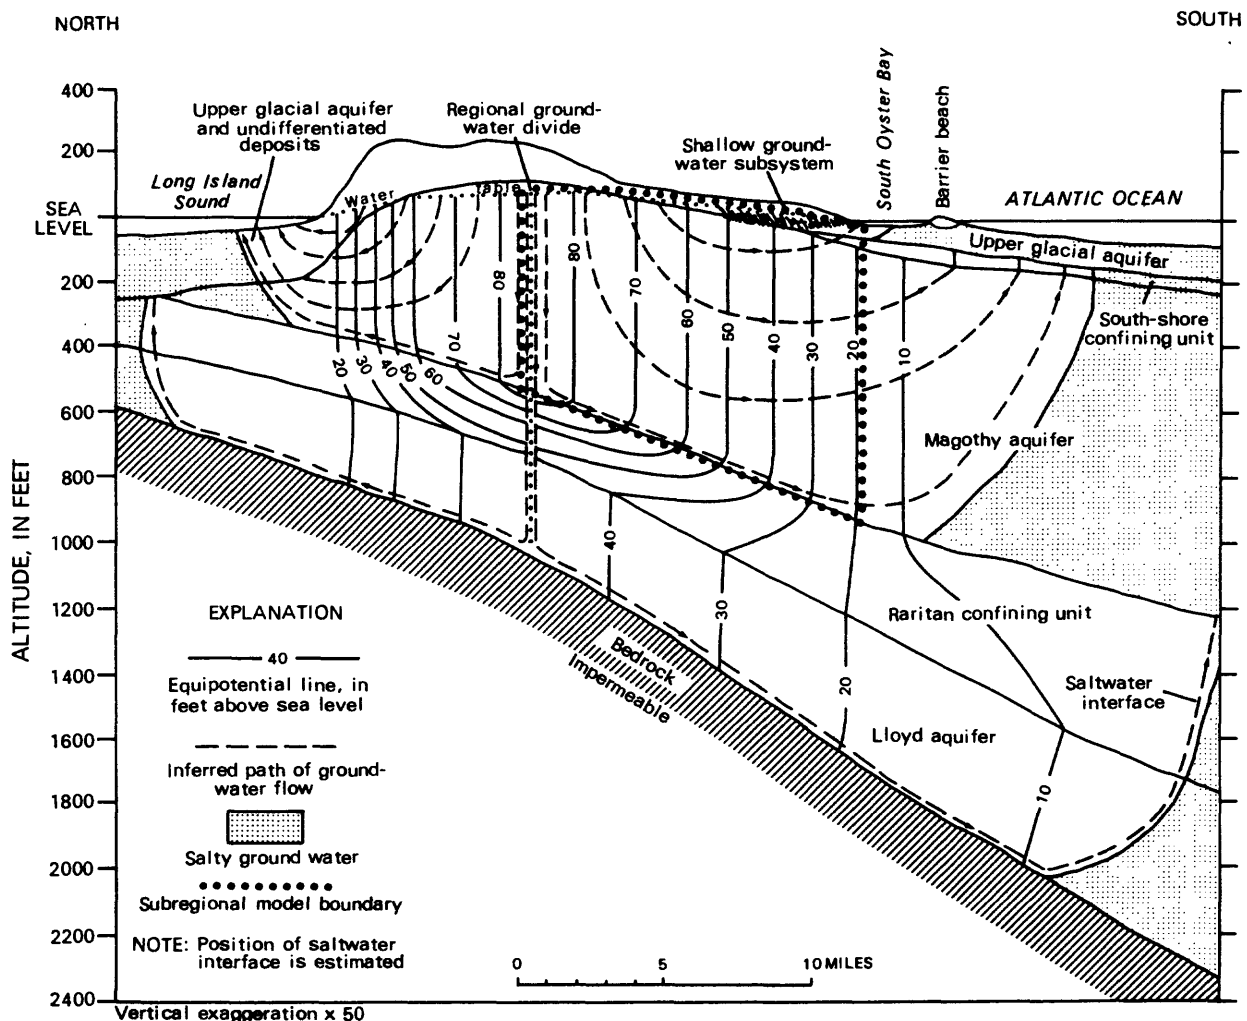 NORTH
SOUTH
400
200
SEA
LEVEL
200
400
600
800
1000
1200
1400
1600
1800
2000
2200
2400
ALTITUDE, IN FEET
Upper glacial aquifer
and undifferentiated
deposits
Regional ground-
water divide
Shallow ground-
water subsystem
South Oyster Bay
Barrier beach
Long Island
Sound
ATLANTIC OCEAN
Water table
Upper glacial aquifer
South-shore
confining unit
80
80
70
60
50
40
30
20
10
70
20
30
40
50
60
Magothy aquifer
40
30
20
10
Raritan confining unit
Saltwater
interface
Lloyd aquifer
Bedrock
Impermeable
EXPLANATION
40
Equipotential line, in
feet above sea level
Inferred path of ground-
water flow
Salty ground water
Subregional model boundary
NOTE: Position of saltwater
interface is estimated
0 5 10 MILES
Vertical exaggeration x 50